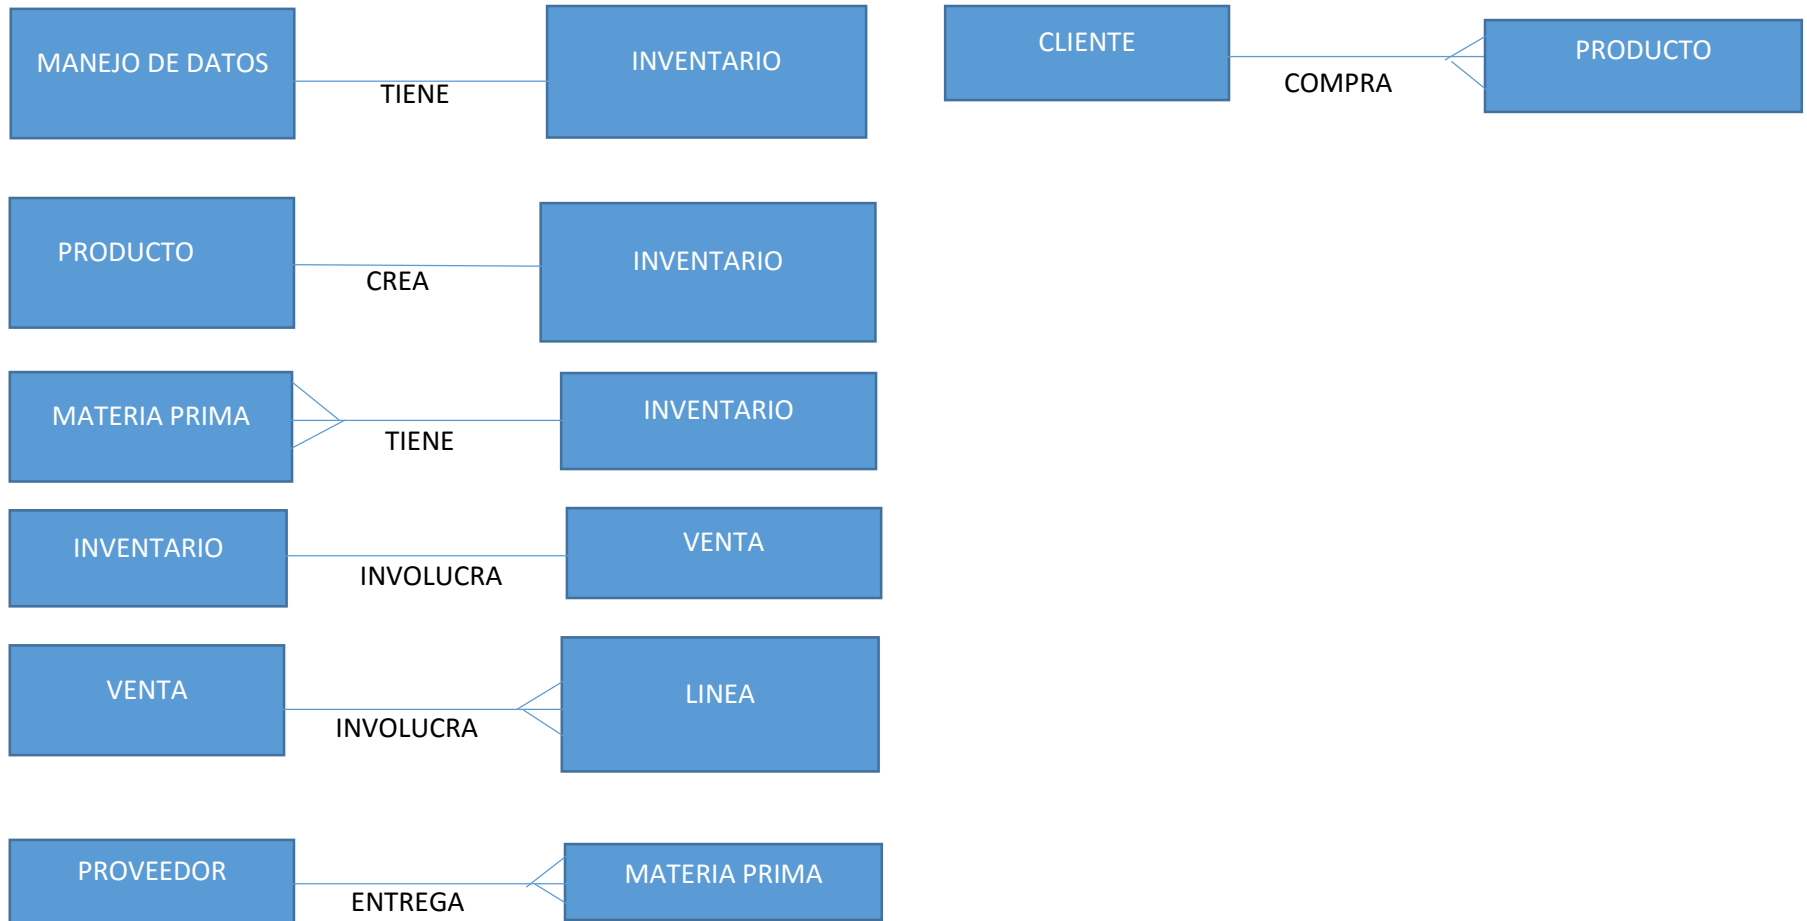 MANEJO DE DATOS
TIENE
INVENTARIO
CLIENTE
COMPRA
PRODUCTO
PRODUCTO
CREA
INVENTARIO
MATERIA PRIMA
TIENE
INVENTARIO
INVENTARIO
INVOLUCRA
VENTA
VENTA
INVOLUCRA
LINEA
PROVEEDOR
ENTREGA
MATERIA PRIMA